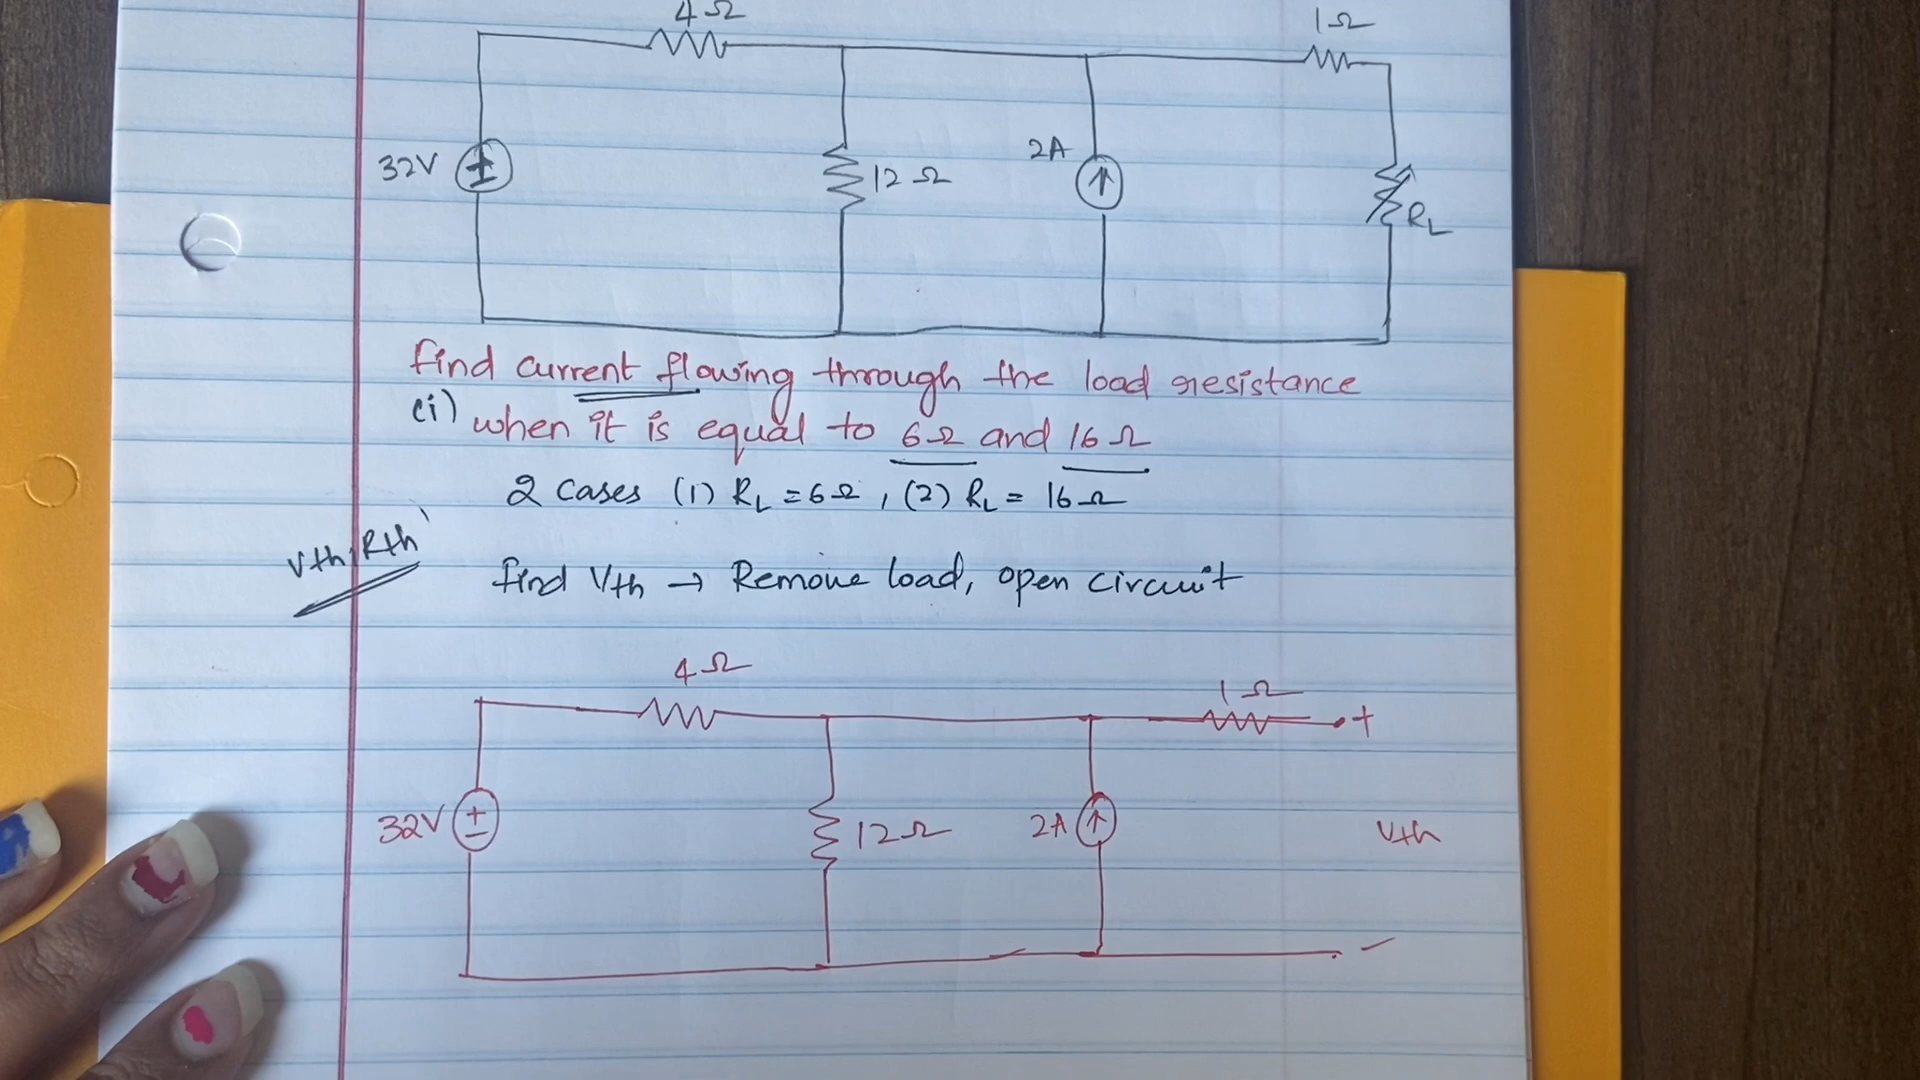 4Ω 1Ω
32V ± 12Ω 2A ↑ RL
find current flowing through the load resistance
(i) when it is equal to 6Ω and 16Ω
2 cases (1) RL = 6Ω, (2) RL = 16Ω
Vth, Rth
find Vth → Remove load, open circuit
4Ω 1Ω +
32V ± 12Ω 2A ↑ Vth
−